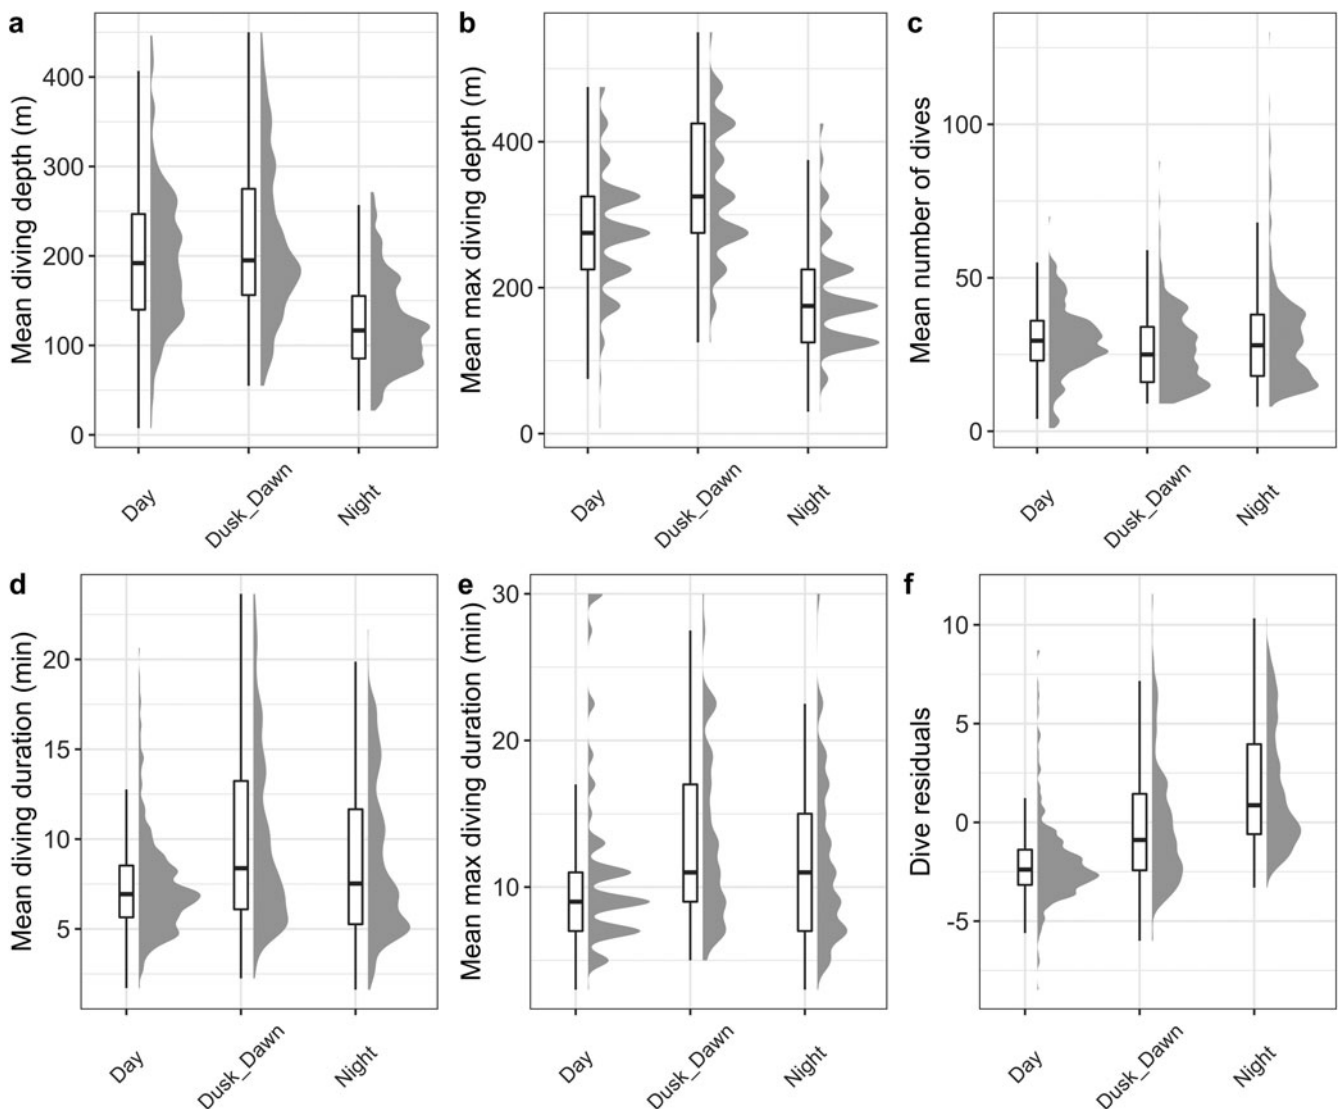 a
Mean diving depth (m)
400
300
200
100
0
Day
Dusk_Dawn
Night
b
Mean max diving depth (m)
400
200
0
Day
Dusk_Dawn
Night
c
Mean number of dives
100
50
0
Day
Dusk_Dawn
Night
d
Mean diving duration (min)
20
15
10
5
Day
Dusk_Dawn
Night
e
Mean max diving duration (min)
30
20
10
Day
Dusk_Dawn
Night
f
Dive residuals
10
5
0
-5
Day
Dusk_Dawn
Night